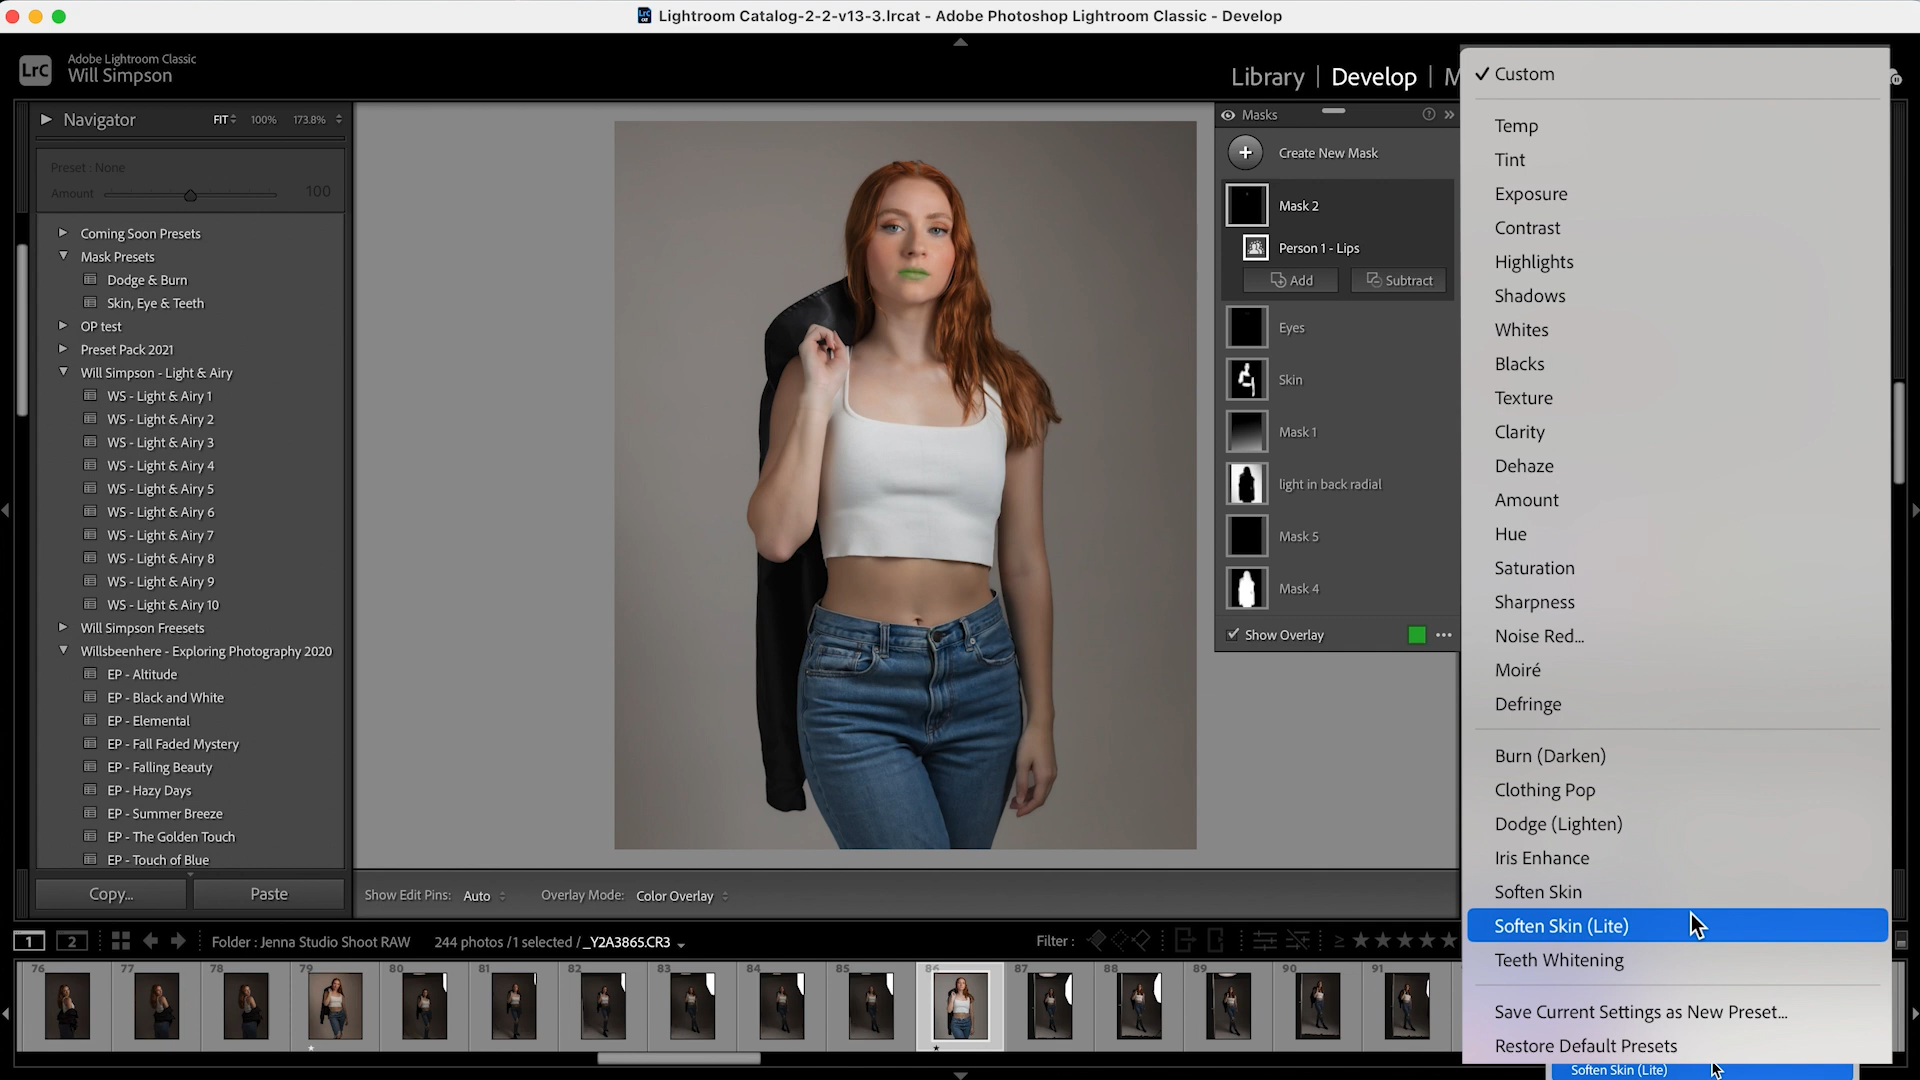 Lightroom Catalog-2-2-v13-3.lrcat - Adobe Photoshop Lightroom Classic - Develop
LrC
Adobe Lightroom Classic
Will Simpson
Library | Develop |
Navigator
FIT
100%
173.8%
Preset : None
Amount
100
Coming Soon Presets
Mask Presets
Dodge & Burn
Skin, Eye & Teeth
OP test
Preset Pack 2021
Will Simpson - Light & Airy
WS - Light & Airy 1
WS - Light & Airy 2
WS - Light & Airy 3
WS - Light & Airy 4
WS - Light & Airy 5
WS - Light & Airy 6
WS - Light & Airy 7
WS - Light & Airy 8
WS - Light & Airy 9
WS - Light & Airy 10
Will Simpson Freesets
Willsbeenhere - Exploring Photography 2020
EP - Altitude
EP - Black and White
EP - Elemental
EP - Fall Faded Mystery
EP - Falling Beauty
EP - Hazy Days
EP - Summer Breeze
EP - The Golden Touch
EP - Touch of Blue
Copy...
Paste
Show Edit Pins: Auto
Overlay Mode: Color Overlay
Masks
Create New Mask
Mask 2
Person 1 - Lips
Add
Subtract
Eyes
Skin
Mask 1
light in back radial
Mask 5
Mask 4
Show Overlay
Custom
Temp
Tint
Exposure
Contrast
Highlights
Shadows
Whites
Blacks
Texture
Clarity
Dehaze
Amount
Hue
Saturation
Sharpness
Noise Red...
Moiré
Defringe
Burn (Darken)
Clothing Pop
Dodge (Lighten)
Iris Enhance
Soften Skin
Soften Skin (Lite)
Teeth Whitening
Save Current Settings as New Preset...
Restore Default Presets
Soften Skin (Lite)
1
2
Folder : Jenna Studio Shoot RAW
244 photos /1 selected /_Y2A3865.CR3
Filter :
76
77
78
79
80
81
82
83
84
85
86
87
88
89
90
91